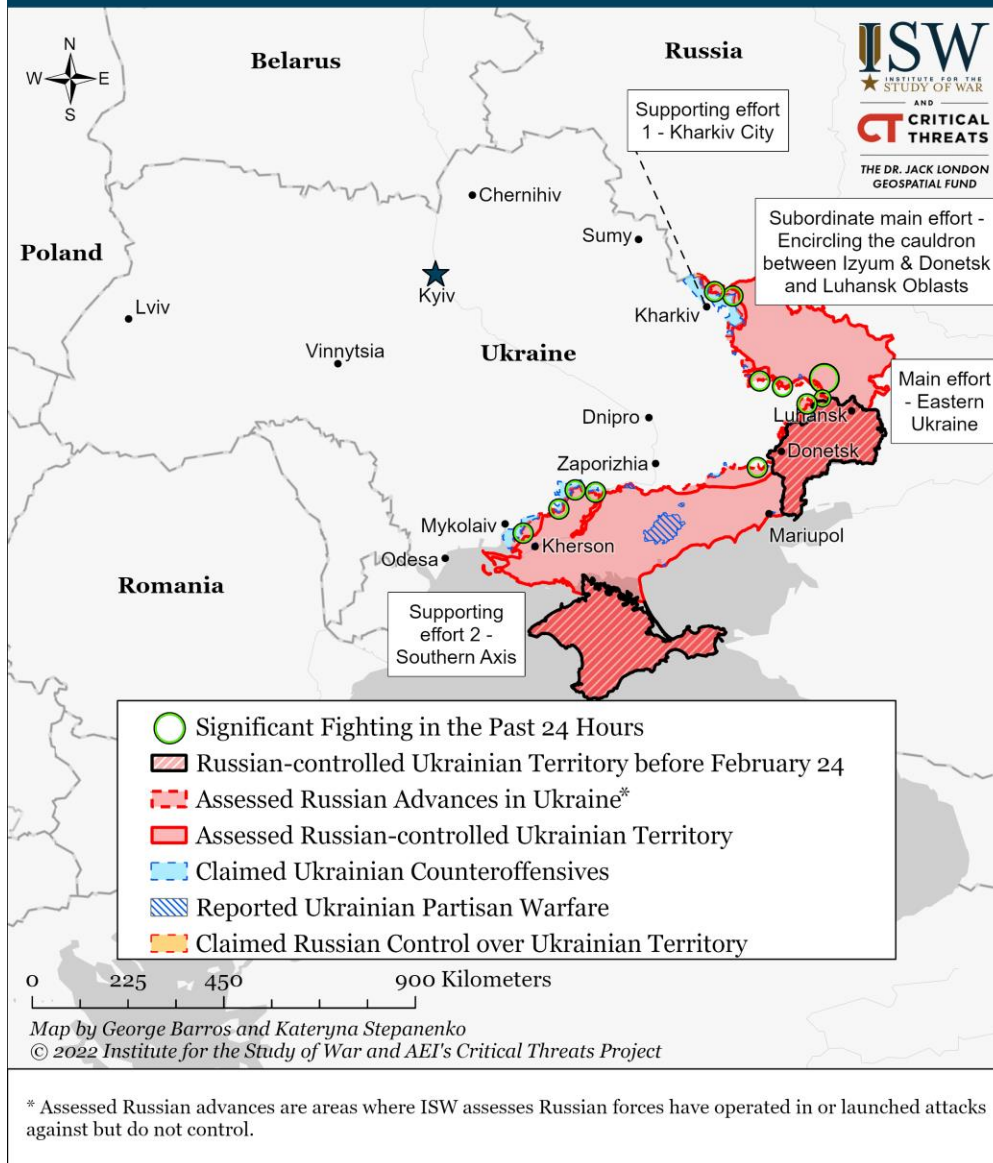 N
W
E
S
Belarus
Russia
ISW
INSTITUTE FOR THE
STUDY OF WAR
AND
CT CRITICAL
THREATS
THE DR. JACK LONDON
GEOSPATIAL FUND
Supporting effort
1 - Kharkiv City
Chernihiv
Subordinate main effort -
Encircling the cauldron
between Izyum & Donetsk
and Luhansk Oblasts
Sumy
Poland
Kyiv
Lviv
Kharkiv
Vinnytsia
Ukraine
Main effort
- Eastern
Ukraine
Dnipro
Luhansk
Donetsk
Zaporizhia
Mykolaiv
Mariupol
Kherson
Odesa
Romania
Supporting
effort 2 -
Southern Axis
Significant Fighting in the Past 24 Hours
Russian-controlled Ukrainian Territory before February 24
Assessed Russian Advances in Ukraine*
Assessed Russian-controlled Ukrainian Territory
Claimed Ukrainian Counteroffensives
Reported Ukrainian Partisan Warfare
Claimed Russian Control over Ukrainian Territory
0 225 450 900 Kilometers
Map by George Barros and Kateryna Stepanenko
© 2022 Institute for the Study of War and AEI's Critical Threats Project
* Assessed Russian advances are areas where ISW assesses Russian forces have operated in or launched attacks
against but do not control.